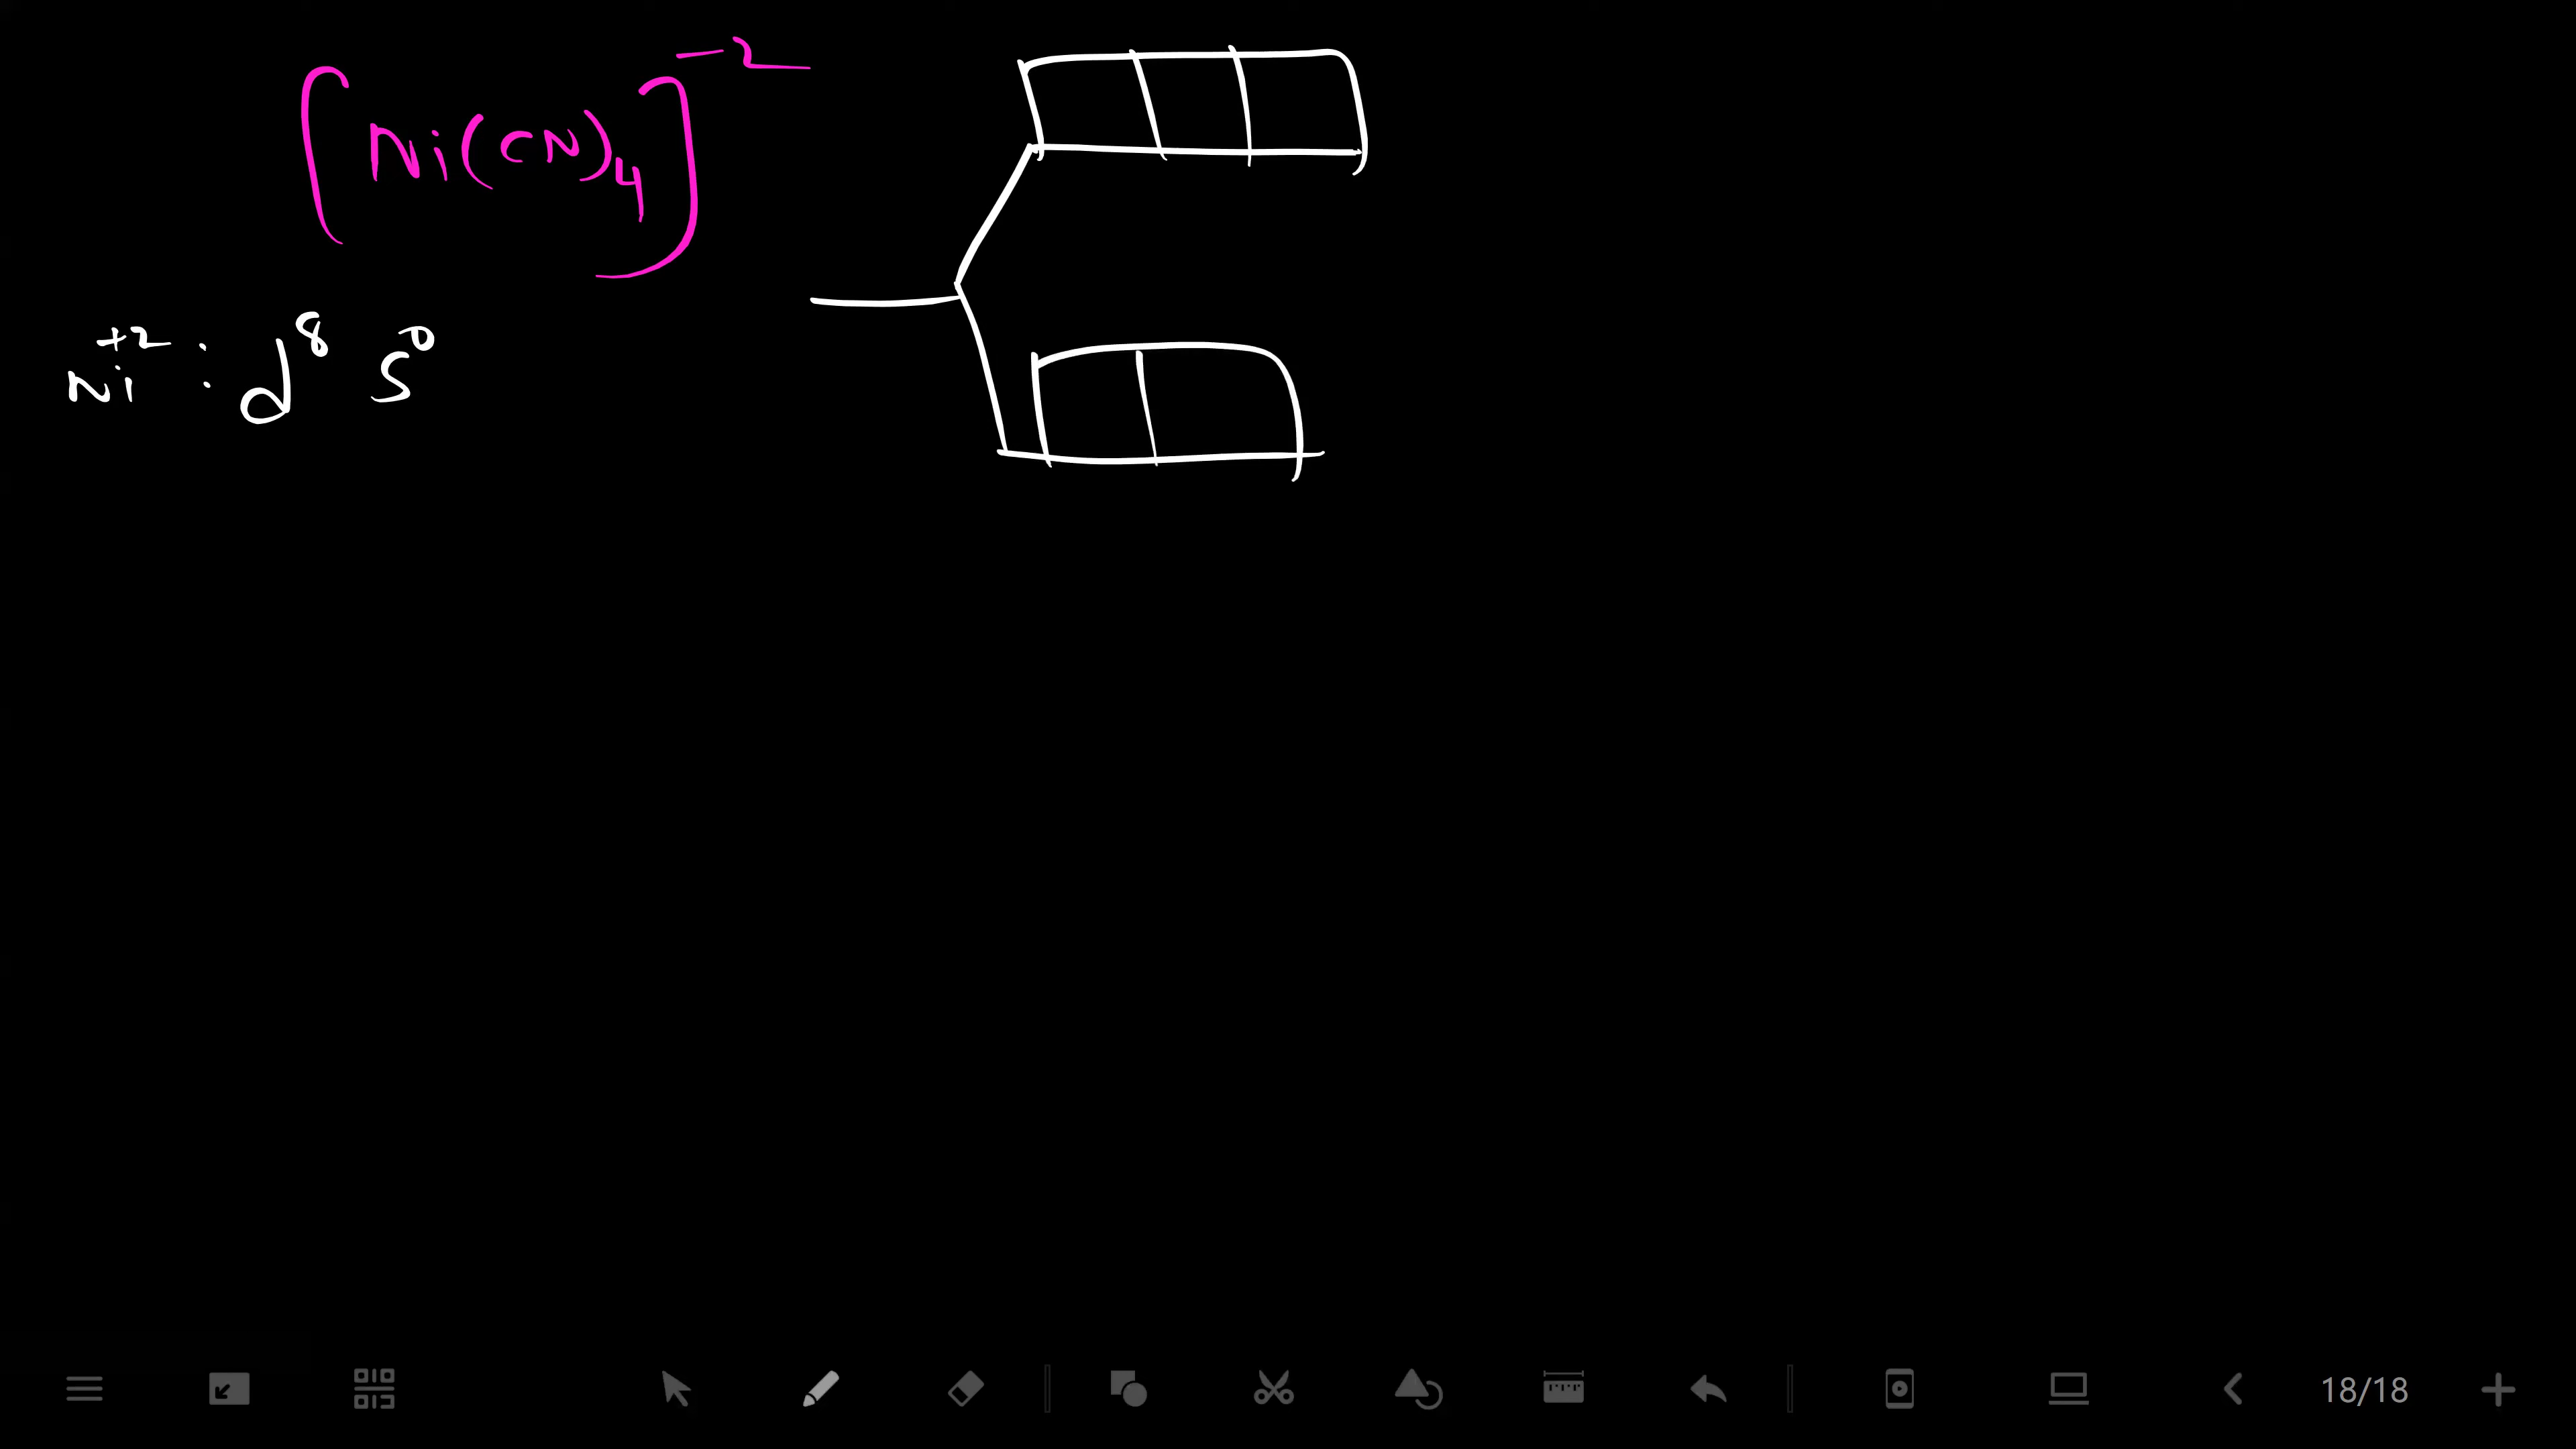 [Ni(CN)₄]⁻²
Ni⁺² : d⁸ s⁰
18/18